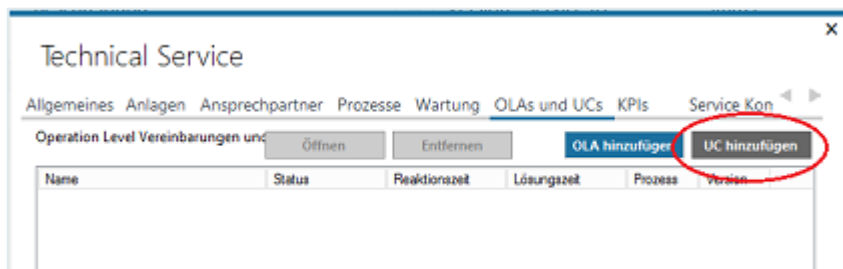 Technical Service
Allgemeines Anlagen Ansprechpartner Prozesse Wartung OLAs und UCs KPIs Service Kon
Operation Level Vereinbarungen und Öffnen Entfernen OLA hinzufügen UC hinzufügen
Name Status Reaktionszeit Lösungszeit Prozess Version